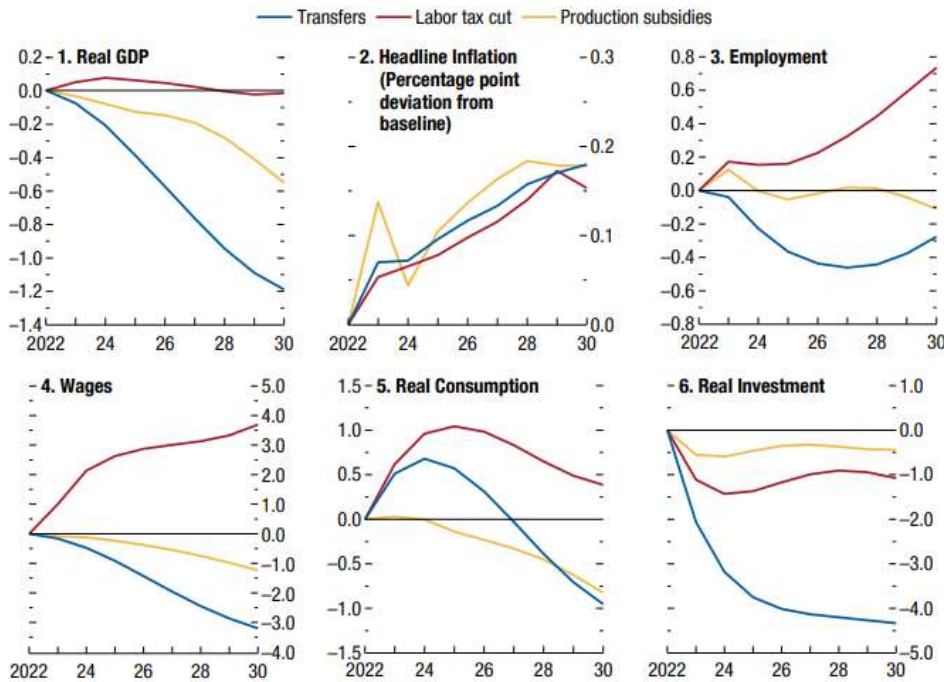 Transfers Labor tax cut Production subsidies
1. Real GDP
0.2
0.0
–0.2
–0.4
–0.6
–0.8
–1.0
–1.2
–1.4
2022 24 26 28 30
2. Headline Inflation
(Percentage point
deviation from
baseline)
0.3
0.2
0.1
0.0
2022 24 26 28 30
3. Employment
0.8
0.6
0.4
0.2
0.0
–0.2
–0.4
–0.6
–0.8
2022 24 26 28 30
4. Wages
5.0
4.0
3.0
2.0
1.0
0.0
–1.0
–2.0
–3.0
–4.0
2022 24 26 28 30
5. Real Consumption
1.5
1.0
0.5
0.0
–0.5
–1.0
–1.5
2022 24 26 28 30
6. Real Investment
1.0
0.0
–1.0
–2.0
–3.0
–4.0
–5.0
2022 24 26 28 30